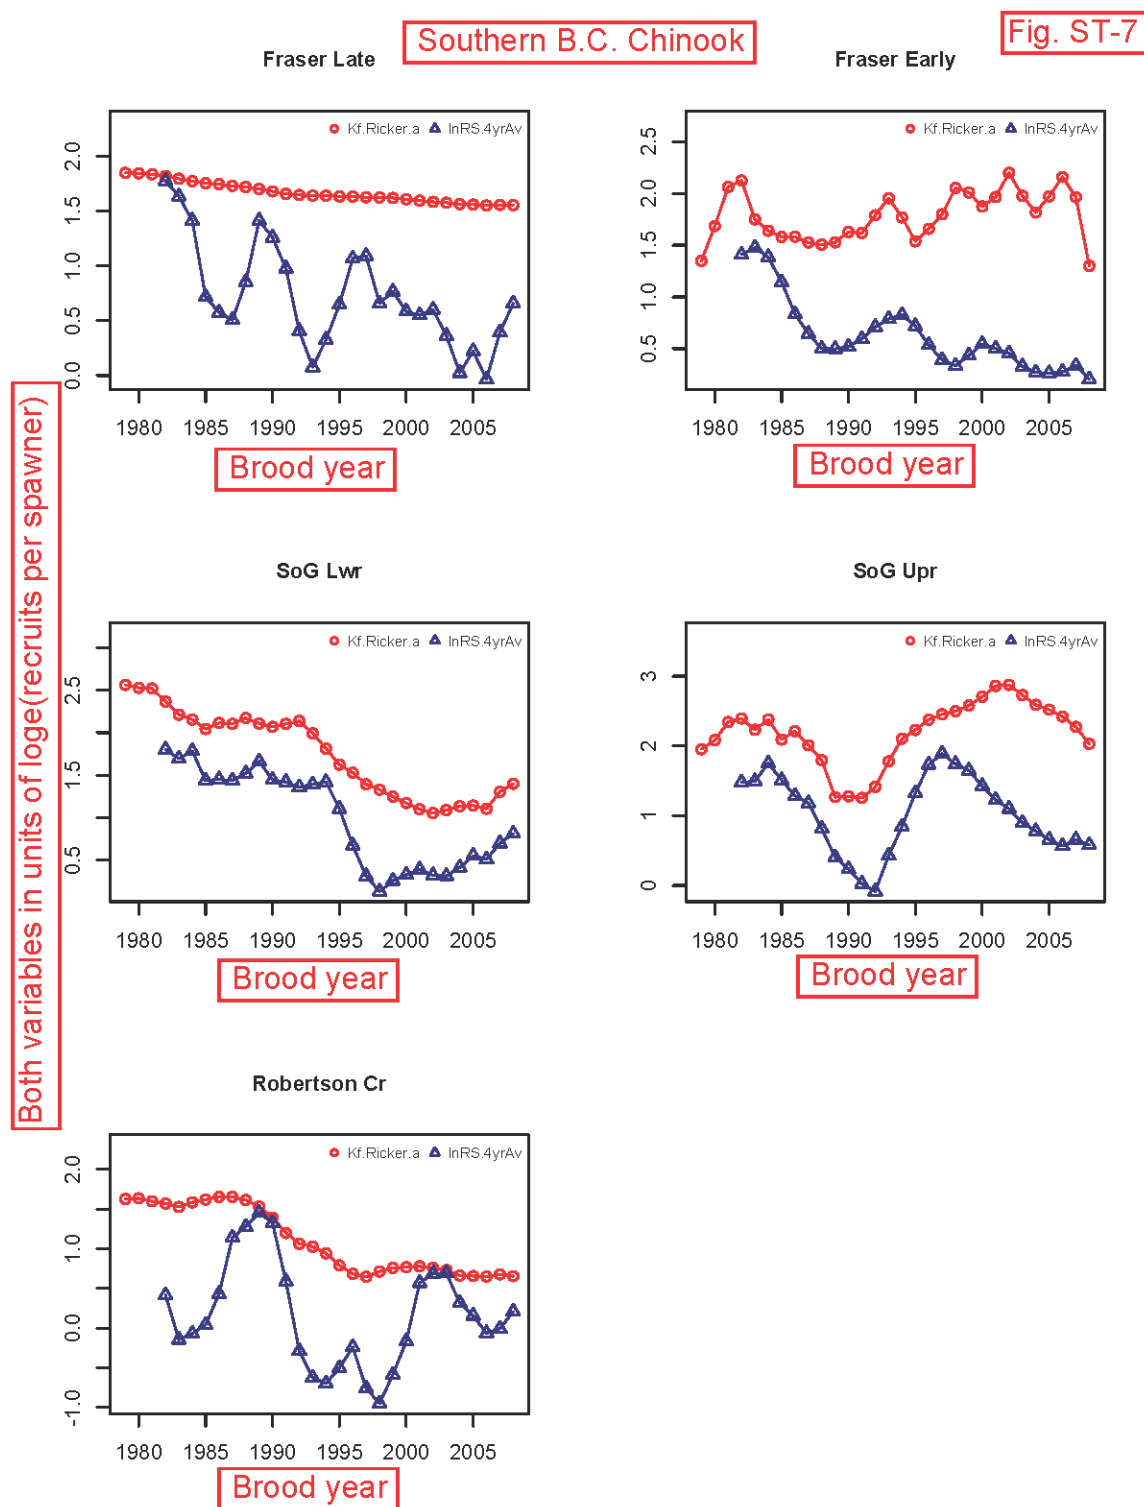 Southern B.C. Chinook
Fig. ST-7
Both variables in units of loge(recruits per spawner)
Fraser Late
Kf.Ricker.a lnRS.4yrAv
2.0
1.5
1.0
0.5
0.0
1980 1985 1990 1995 2000 2005
Brood year
Fraser Early
Kf.Ricker.a lnRS.4yrAv
2.5
2.0
1.5
1.0
0.5
1980 1985 1990 1995 2000 2005
Brood year
SoG Lwr
Kf.Ricker.a lnRS.4yrAv
2.5
1.5
0.5
1980 1985 1990 1995 2000 2005
Brood year
SoG Upr
Kf.Ricker.a lnRS.4yrAv
3
2
1
0
1980 1985 1990 1995 2000 2005
Brood year
Robertson Cr
Kf.Ricker.a lnRS.4yrAv
2.0
1.0
0.0
-1.0
1980 1985 1990 1995 2000 2005
Brood year